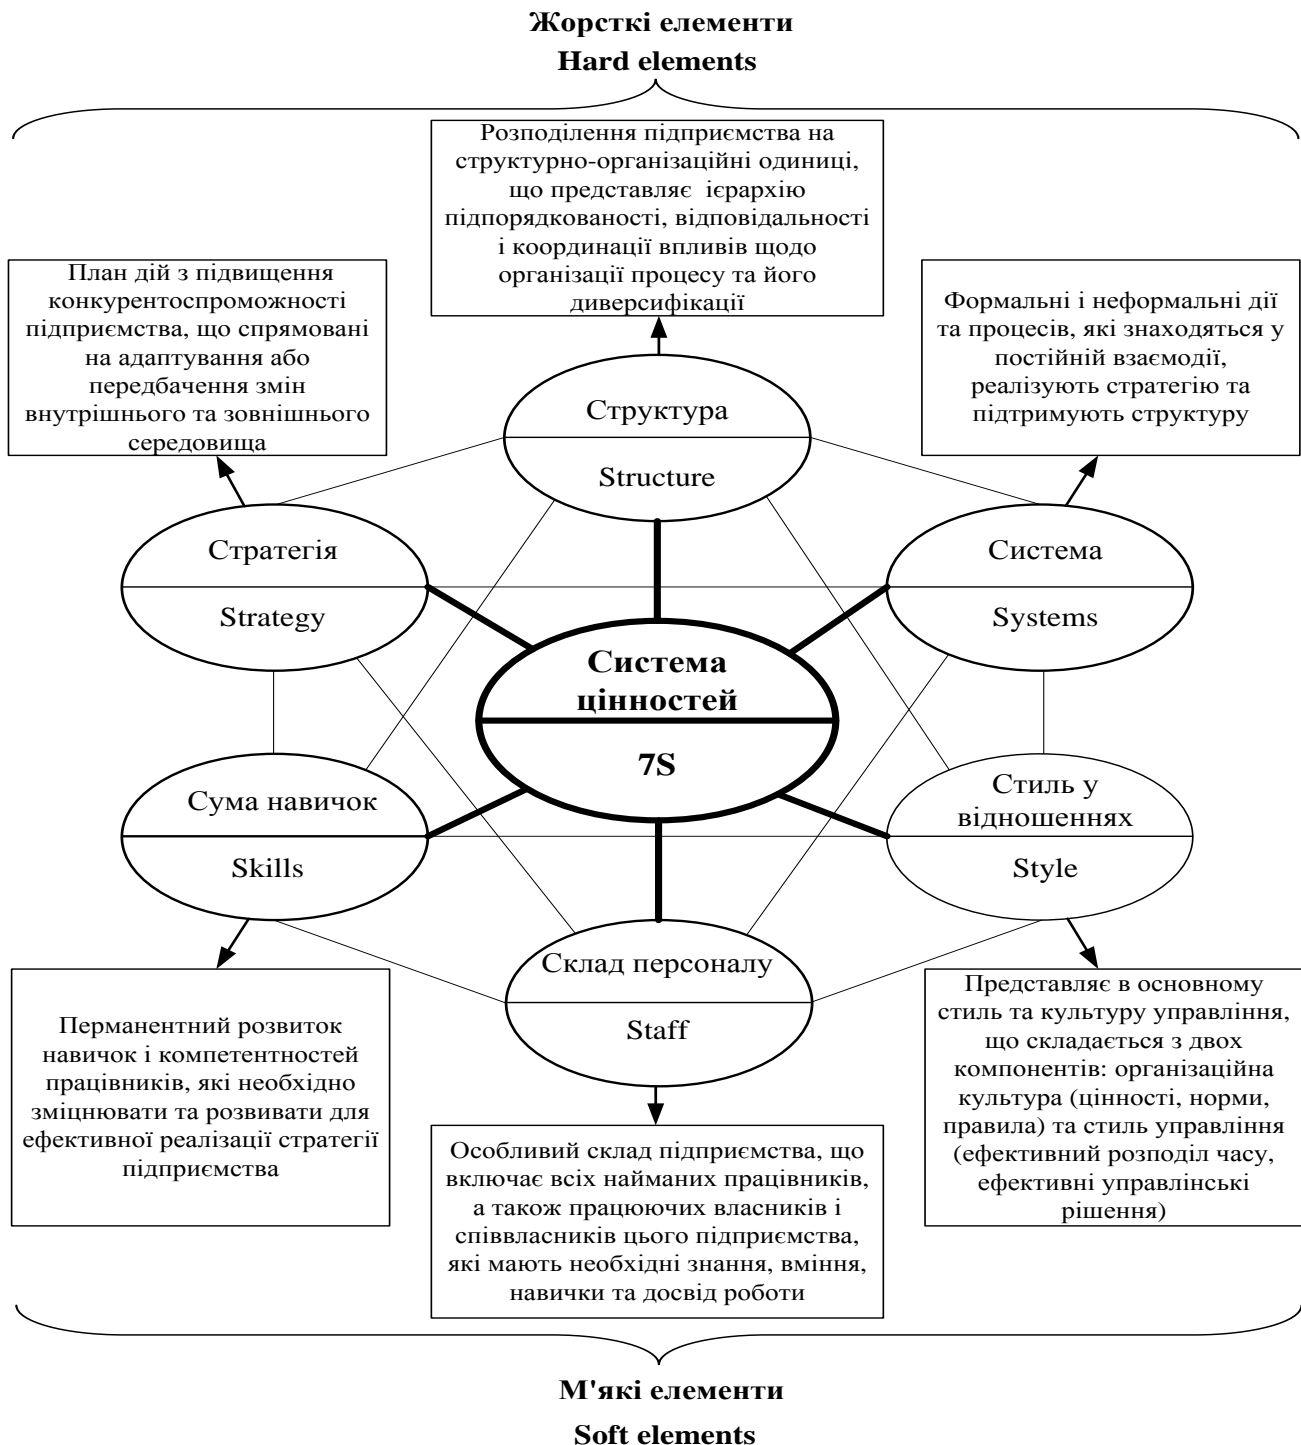 Жорсткі елементи
Hard elements
Розподілення підприємства на
структурно-організаційні одиниці,
що представляє ієрархію
підпорядкованості, відповідальності
і координації впливів щодо
організації процесу та його
диверсифікації
План дій з підвищення
конкурентоспроможності
підприємства, що спрямовані
на адаптування або
передбачення змін
внутрішнього та зовнішнього
середовища
Формальні і неформальні дії
та процесів, які знаходяться у
постійній взаємодії,
реалізують стратегію та
підтримують структуру
Структура
Structure
Стратегія
Strategy
Система
Systems
Система
цінностей
7S
Сума навичок
Skills
Стиль у
відношеннях
Style
Склад персоналу
Staff
Перманентний розвиток
навичок і компетентностей
працівників, які необхідно
зміцнювати та розвивати для
ефективної реалізації стратегії
підприємства
Особливий склад підприємства, що
включає всіх найманих працівників,
а також працюючих власників і
співвласників цього підприємства,
які мають необхідні знання, вміння,
навички та досвід роботи
Представляє в основному
стиль та культуру управління,
що складається з двох
компонентів: організаційна
культура (цінності, норми,
правила) та стиль управління
(ефективний розподіл часу,
ефективні управлінські
рішення)
М'які елементи
Soft elements